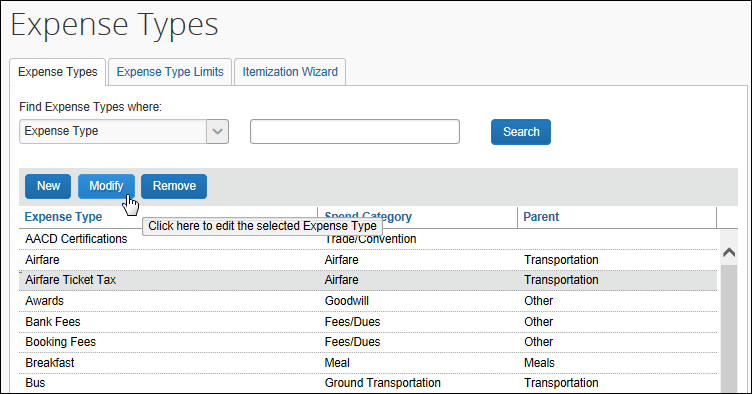 Expense Types
Expense Types Expense Type Limits Itemization Wizard
Find Expense Types where:
Expense Type Search
New Modify Remove
Click here to edit the selected Expense Type
Expense Type Spend Category Parent
AACD Certifications Trade/Convention
Airfare Airfare Transportation
Airfare Ticket Tax Airfare Transportation
Awards Goodwill Other
Bank Fees Fees/Dues Other
Booking Fees Fees/Dues Other
Breakfast Meal Meals
Bus Ground Transportation Transportation